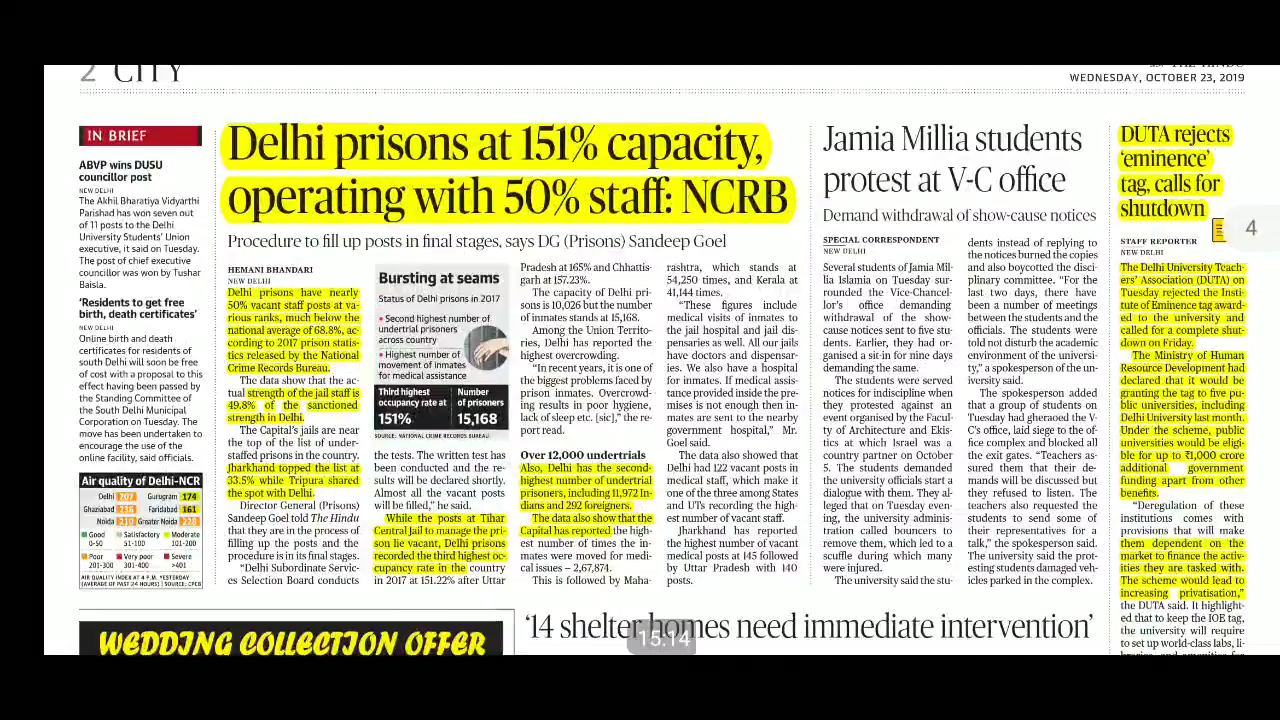 2 CITY
THE HINDU
WEDNESDAY, OCTOBER 23, 2019
IN BRIEF
ABVP wins DUSU
councillor post
NEW DELHI
The Akhil Bharatiya Vidyarthi
Parishad has won seven out
of 11 posts to the Delhi
University Students' Union
executive, it said on Tuesday.
The post of chief executive
councillor was won by Tushar
Baisla.
'Residents to get free
birth, death certificates'
NEW DELHI
Online birth and death
certificates for residents of
south Delhi will soon be free
of cost with a proposal to this
effect having been passed by
the Standing Committee of
the South Delhi Municipal
Corporation on Tuesday. The
move has been undertaken to
encourage the use of the
online facility, said officials.
Air quality of Delhi-NCR
Delhi 207 Gurugram 174
Ghaziabad 236 Faridabad 161
Noida 210 Greater Noida 228
Good Satisfactory Moderate
0-50 51-100 101-200
Poor Very poor Severe
201-300 301-400 >401
AIR QUALITY INDEX AT 4 P.M. YESTERDAY
(AVERAGE OF PAST 24 HOURS) SOURCE: CPCB
Delhi prisons at 151% capacity,
operating with 50% staff: NCRB
Procedure to fill up posts in final stages, says DG (Prisons) Sandeep Goel
HEMANI BHANDARI
NEW DELHI
Delhi prisons have nearly
50% vacant staff posts at va-
rious ranks, much below the
national average of 68.8%, ac-
cording to 2017 prison statis-
tics released by the National
Crime Records Bureau.
The data show that the ac-
tual strength of the jail staff is
49.8% of the sanctioned
strength in Delhi.
The Capital's jails are near
the top of the list of under-
staffed prisons in the country.
Jharkhand topped the list at
33.5% while Tripura shared
the spot with Delhi.
Director General (Prisons)
Sandeep Goel told The Hindu
that they are in the process of
filling up the posts and the
procedure is in its final stages.
"Delhi Subordinate Servic-
es Selection Board conducts
Bursting at seams
Status of Delhi prisons in 2017
• Second highest number of
undertrial prisoners
across country
• Highest number of
movement of inmates
for medical assistance
Third highest
occupancy rate at
151%
Number
of prisoners
15,168
SOURCE: NATIONAL CRIME RECORDS BUREAU
the tests. The written test has
been conducted and the re-
sults will be declared shortly.
Almost all the vacant posts
will be filled," he said.
While the posts at Tihar
Central Jail to manage the pri-
son lie vacant, Delhi prisons
recorded the third highest oc-
cupancy rate in the country
in 2017 at 151.22% after Uttar
Pradesh at 165% and Chhattis-
garh at 157.23%.
The capacity of Delhi pri-
sons is 10,026 but the number
of inmates stands at 15,168.
Among the Union Territo-
ries, Delhi has reported the
highest overcrowding.
"In recent years, it is one of
the biggest problems faced by
prison inmates. Overcrowd-
ing results in poor hygiene,
lack of sleep etc. [sic]," the re-
port read.
Over 12,000 undertrials
Also, Delhi has the second-
highest number of undertrial
prisoners, including 11,972 In-
dians and 292 foreigners.
The data also show that the
Capital has reported the high-
est number of times the in-
mates were moved for medi-
cal issues – 2,67,874.
This is followed by Maha-
rashtra, which stands at
54,250 times, and Kerala at
41,144 times.
"These figures include
medical visits of inmates to
the jail hospital and jail dis-
pensaries as well. All our jails
have doctors and dispensar-
ies. We also have a hospital
for inmates. If medical assis-
tance provided inside the pre-
mises is not enough then in-
mates are sent to the nearby
government hospital," Mr.
Goel said.
The data also showed that
Delhi had 122 vacant posts in
medical staff, which make it
one of the three among States
and UTs recording the high-
est number of vacant staff.
Jharkhand has reported
the highest number of vacant
medical posts at 145 followed
by Uttar Pradesh with 140
posts.
Jamia Millia students
protest at V-C office
Demand withdrawal of show-cause notices
SPECIAL CORRESPONDENT
NEW DELHI
Several students of Jamia Mil-
lia Islamia on Tuesday sur-
rounded the Vice-Chancel-
lor's office demanding
withdrawal of the show-
cause notices sent to five stu-
dents. Earlier, they had or-
ganised a sit-in for nine days
demanding the same.
The students were served
notices for indiscipline when
they protested against an
event organised by the Facul-
ty of Architecture and Ekis-
tics at which Israel was a
country partner on October
5. The students demanded
the university officials start a
dialogue with them. They al-
leged that on Tuesday even-
ing, the university adminis-
tration called bouncers to
remove them, which led to a
scuffle during which many
were injured.
The university said the stu-
dents instead of replying to
the notices burned the copies
and also boycotted the disci-
plinary committee. "For the
last two days, there have
been a number of meetings
between the students and the
officials. The students were
told not disturb the academic
environment of the universi-
ty," a spokesperson of the un-
iversity said.
The spokesperson added
that a group of students on
Tuesday had gheraoed the V-
C's office, laid siege to the of-
fice complex and blocked all
the exit gates. "Teachers as-
sured them that their de-
mands will be discussed but
they refused to listen. The
teachers also requested the
students to send some of
their representatives for a
talk," the spokesperson said.
The university said the prot-
esting students damaged veh-
icles parked in the complex.
DUTA rejects
'eminence'
tag, calls for
shutdown
STAFF REPORTER
NEW DELHI
The Delhi University Teach-
ers' Association (DUTA) on
Tuesday rejected the Insti-
tute of Eminence tag award-
ed to the university and
called for a complete shut-
down on Friday.
The Ministry of Human
Resource Development had
declared that it would be
granting the tag to five pu-
blic universities, including
Delhi University last month.
Under the scheme, public
universities would be eligi-
ble for up to ₹1,000 crore
additional government
funding apart from other
benefits.
"Deregulation of these
institutions comes with
provisions that will make
them dependent on the
market to finance the activ-
ities they are tasked with.
The scheme would lead to
increasing privatisation,"
the DUTA said. It highlight-
ed that to keep the IOE tag,
the university will require
to set up world-class labs, li-
4
WEDDING COLLECTION OFFER
'14 shelter homes need immediate intervention'
15:14